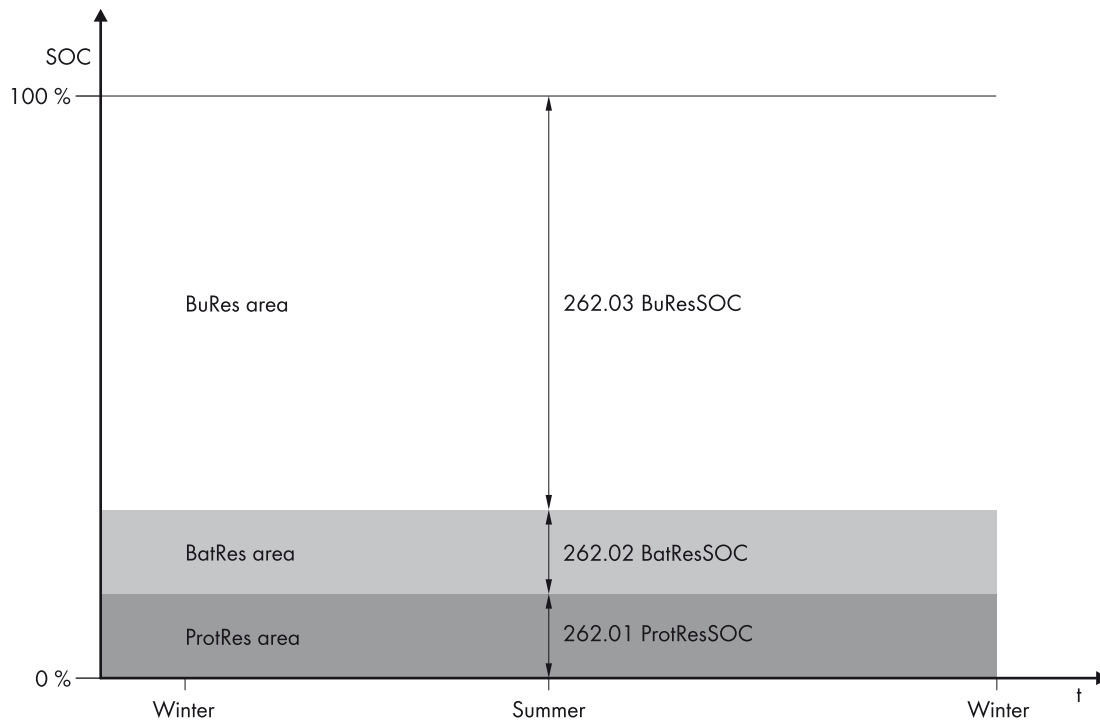 SOC
100 %
BuRes area
262.03 BuResSOC
BatRes area
262.02 BatResSOC
ProtRes area
262.01 ProtResSOC
0 %
t
Winter
Summer
Winter